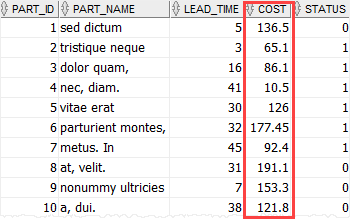 PART_ID PART_NAME LEAD_TIME COST STATUS
1 sed dictum 5 136.5 0
2 tristique neque 3 65.1 1
3 dolor quam, 16 86.1 1
4 nec, diam. 41 10.5 1
5 vitae erat 30 126 1
6 parturient montes, 32 177.45 1
7 metus. In 45 92.4 1
8 at, velit. 31 191.1 0
9 nonummy ultricies 7 153.3 0
10 a, dui. 38 121.8 0